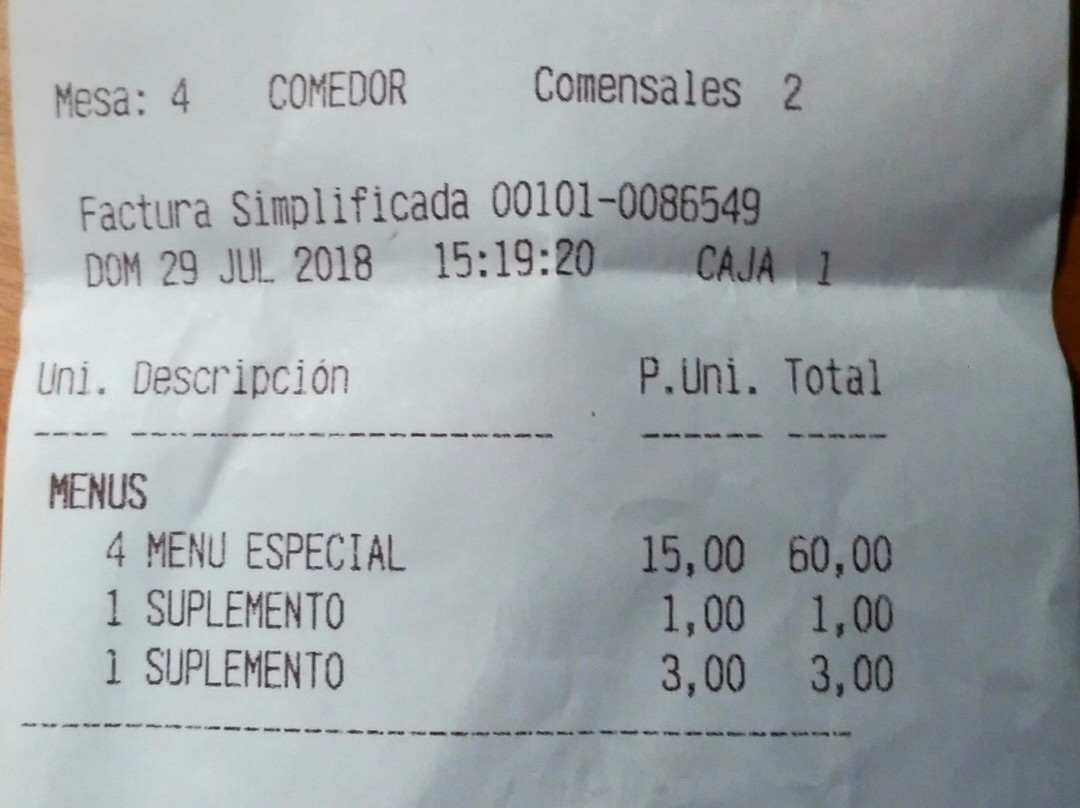 Mesa: 4 COMEDOR Comensales 2
Factura Simplificada 00101-0086549
DOM 29 JUL 2018 15:19:20 CAJA 1
Uni. Descripción P.Uni. Total
MENUS
4 MENU ESPECIAL 15,00 60,00
1 SUPLEMENTO 1,00 1,00
1 SUPLEMENTO 3,00 3,00